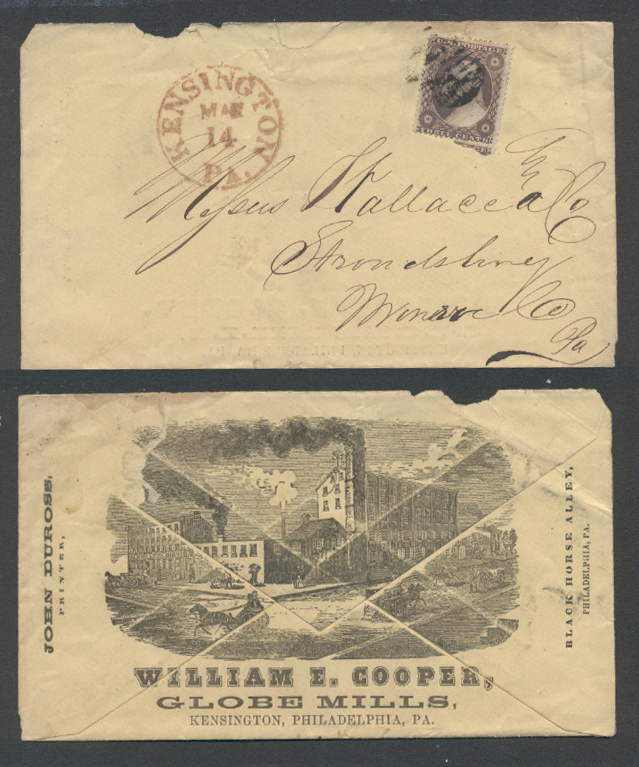 KENSINGTON, PA.
MAR
14
U.S. POSTAGE
THREE CENTS
Messrs Wallace & Co
Stroudsburg
Monroe Co
Pa
JOHN DUROSS,
PRINTER,
BLACK HORSE ALLEY,
PHILADELPHIA, PA.
WILLIAM E. COOPER,
GLOBE MILLS,
KENSINGTON, PHILADELPHIA, PA.